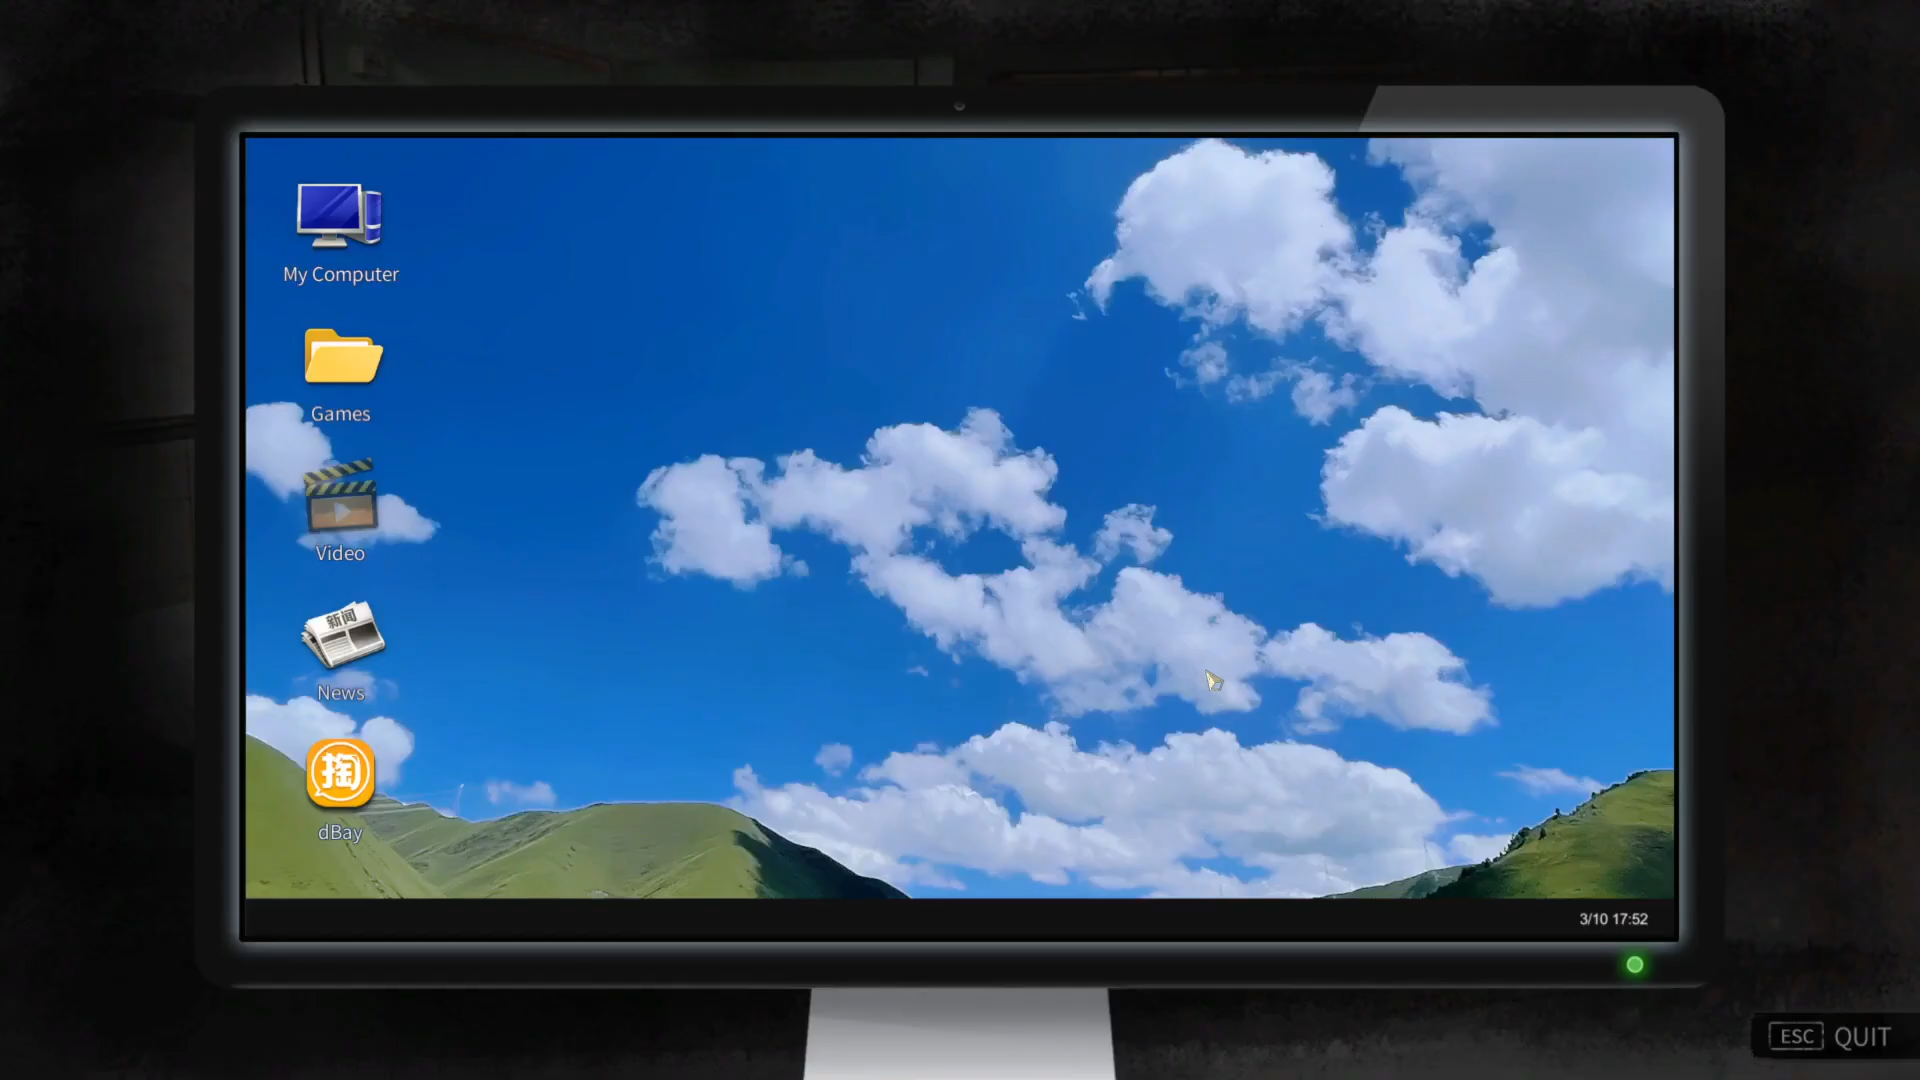 My Computer
Games
Video
新闻
News
掏
dBay
3/10 17:52
ESC QUIT